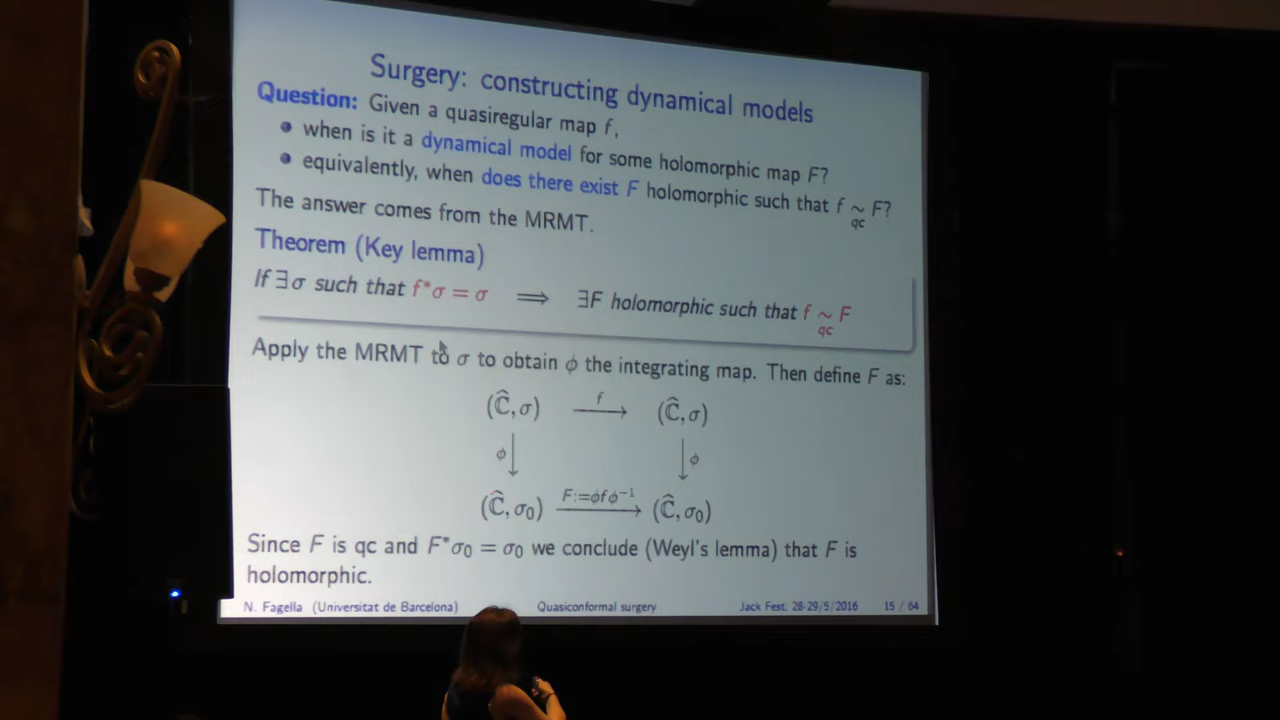 Surgery: constructing dynamical models
Question: Given a quasiregular map f,
• when is it a dynamical model for some holomorphic map F?
• equivalently, when does there exist F holomorphic such that f ~qc F?
The answer comes from the MRMT.
Theorem (Key lemma)
If ∃σ such that f*σ = σ ⟹ ∃F holomorphic such that f ~qc F
Apply the MRMT to σ to obtain ϕ the integrating map. Then define F as:
(Ĉ, σ) f ⟶ (Ĉ, σ)
ϕ ↓ ↓ ϕ
(Ĉ, σ₀) F:=ϕfϕ⁻¹ ⟶ (Ĉ, σ₀)
Since F is qc and F*σ₀ = σ₀ we conclude (Weyl's lemma) that F is
holomorphic.
N. Fagella (Universitat de Barcelona) Quasiconformal surgery Jack Fest, 28-29/5/2016 15 / 64